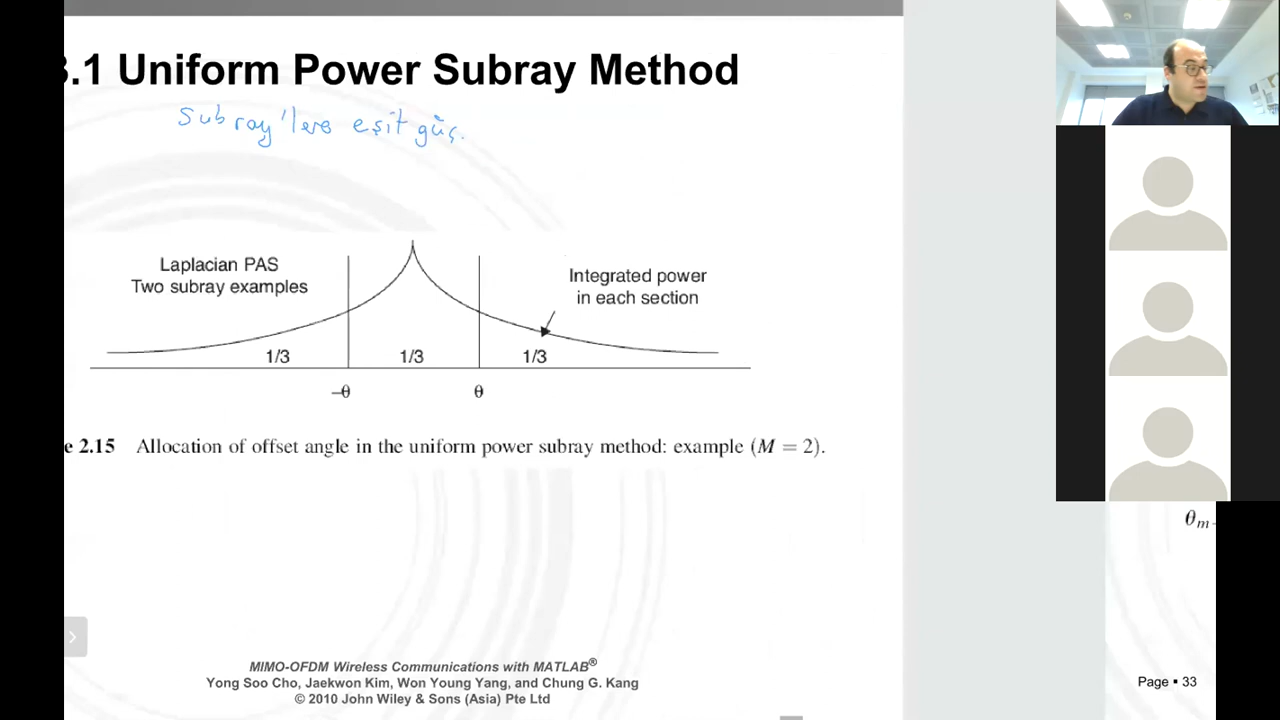 3.1 Uniform Power Subray Method
Subray'lere eşit güç.
Laplacian PAS
Two subray examples
Integrated power
in each section
1/3 1/3 1/3
–θ θ
e 2.15 Allocation of offset angle in the uniform power subray method: example (M = 2).
θm-
MIMO-OFDM Wireless Communications with MATLAB®
Yong Soo Cho, Jaekwon Kim, Won Young Yang, and Chung G. Kang
© 2010 John Wiley & Sons (Asia) Pte Ltd
Page ▪ 33